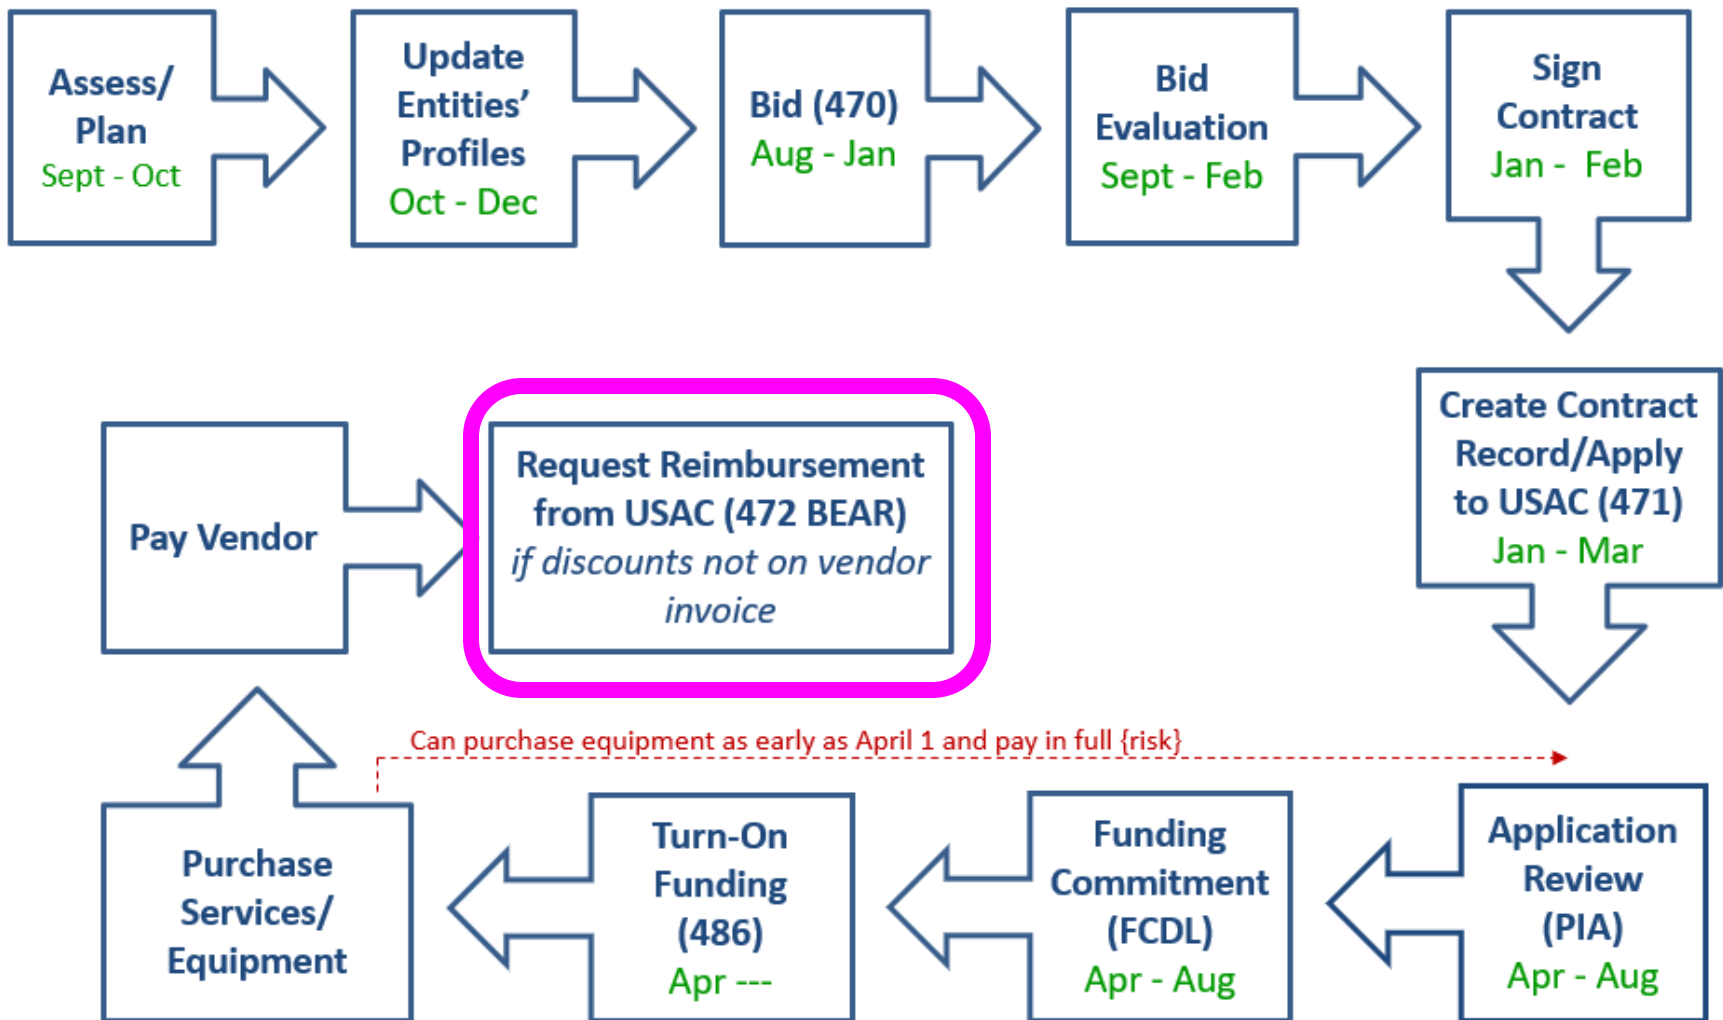 Assess/
Plan
Sept - Oct
Update
Entities’
Profiles
Oct - Dec
Bid (470)
Aug - Jan
Bid
Evaluation
Sept - Feb
Sign
Contract
Jan -  Feb
Create Contract
Record/Apply
to USAC (471)
Jan - Mar
Application
Review
(PIA)
Apr - Aug
Funding
Commitment
(FCDL)
Apr - Aug
Turn-On
Funding
(486)
Apr ---
Purchase
Services/
Equipment
Can purchase equipment as early as April 1 and pay in full {risk}
Pay Vendor
Request Reimbursement
from USAC (472 BEAR)
if discounts not on vendor
invoice